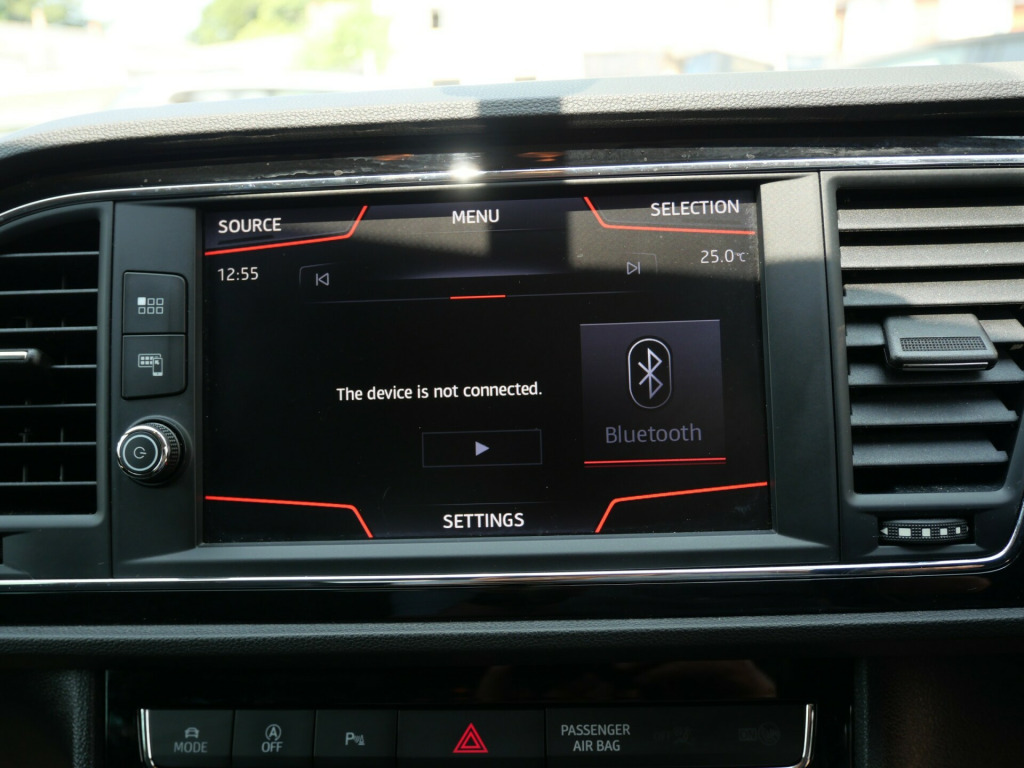 SOURCE
MENU
SELECTION
12:55
25.0°C
The device is not connected.
Bluetooth
SETTINGS
MODE
A
OFF
P
PASSENGER
AIR BAG